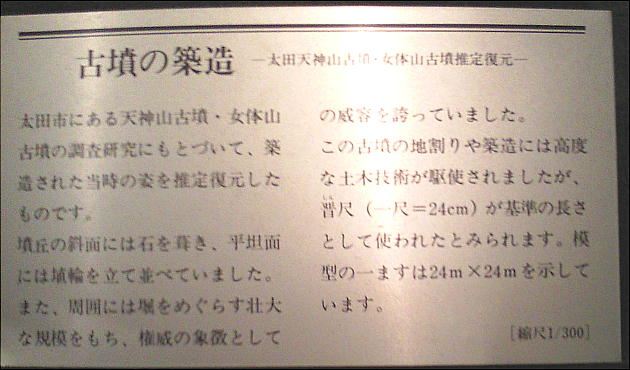 古墳の築造 ―太田天神山古墳・女体山古墳推定復元―
太田市にある天神山古墳・女体山
古墳の調査研究にもとづいて、築
造された当時の姿を推定復元した
ものです。
墳丘の斜面には石を葺き、平坦面
には埴輪を立て並べていました。
また、周囲には堀をめぐらす壮大
な規模をもち、権威の象徴として
の威容を誇っていました。
この古墳の地割りや築造には高度
な土木技術が駆使されましたが、
しん
晋尺（一尺＝24cm）が基準の長さ
として使われたとみられます。模
型の一ますは24m×24mを示して
います。
［縮尺1/300］